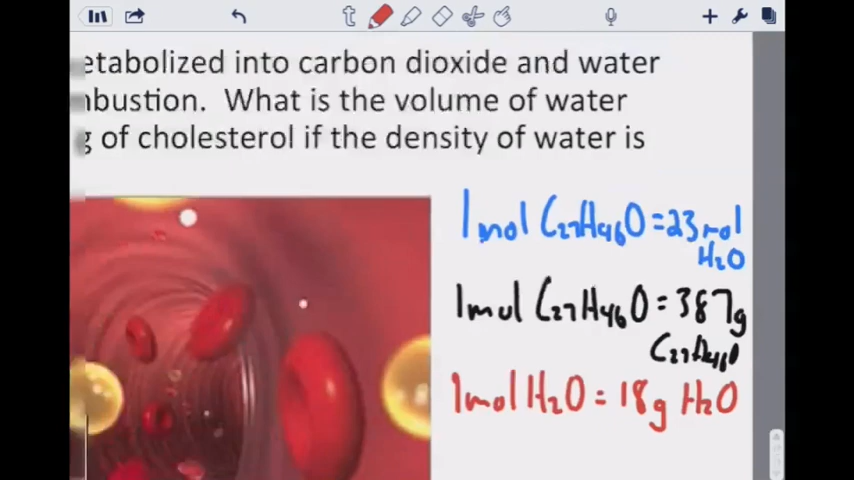 etabolized into carbon dioxide and water
mbustion. What is the volume of water
g of cholesterol if the density of water is
1mol C27H46O = 23mol
H2O
1mol C27H46O = 387g
C27H46O
1mol H2O = 18g H2O